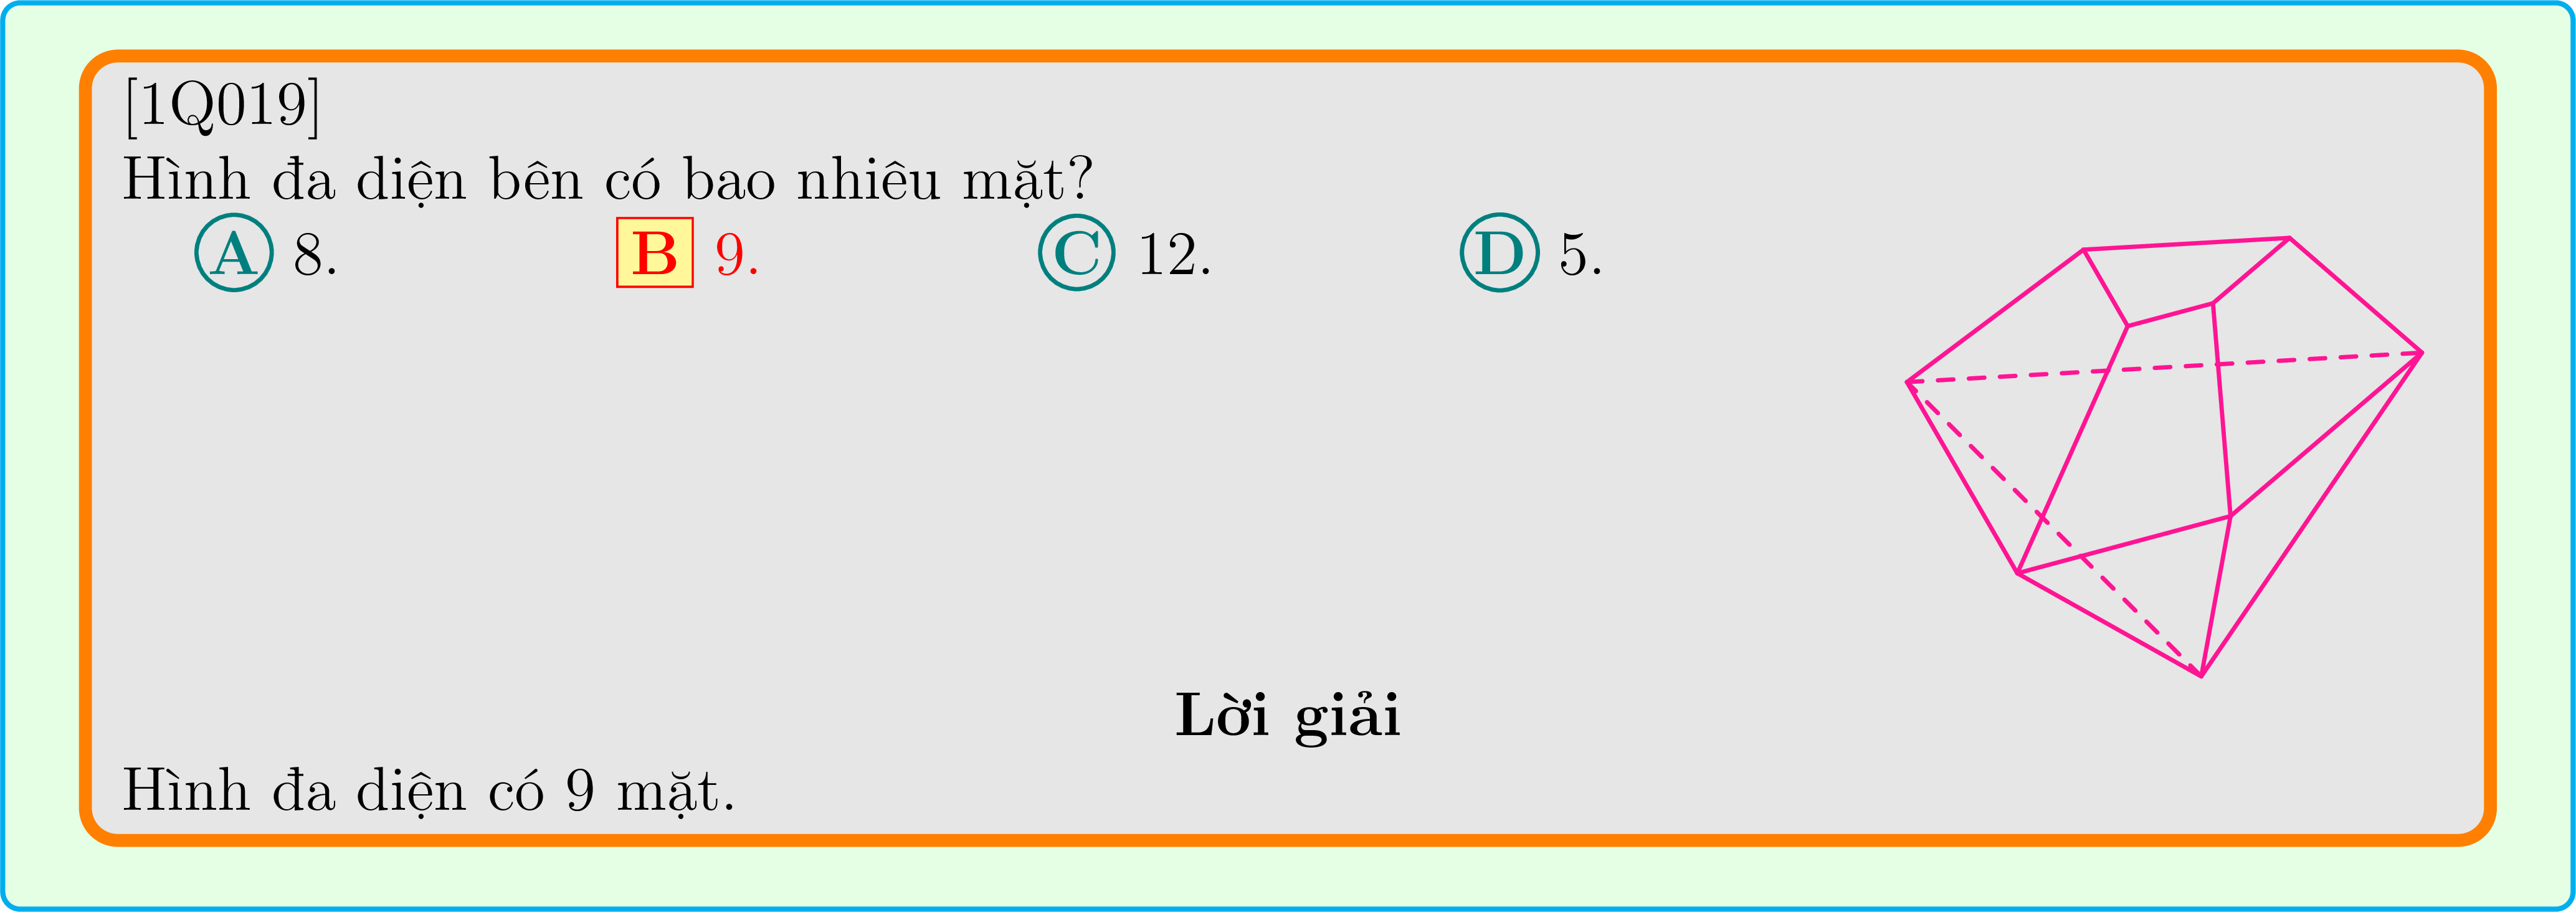 [1Q019]
Hình đa diện bên có bao nhiêu mặt?
A 8. B 9. C 12. D 5.
Lời giải
Hình đa diện có 9 mặt.